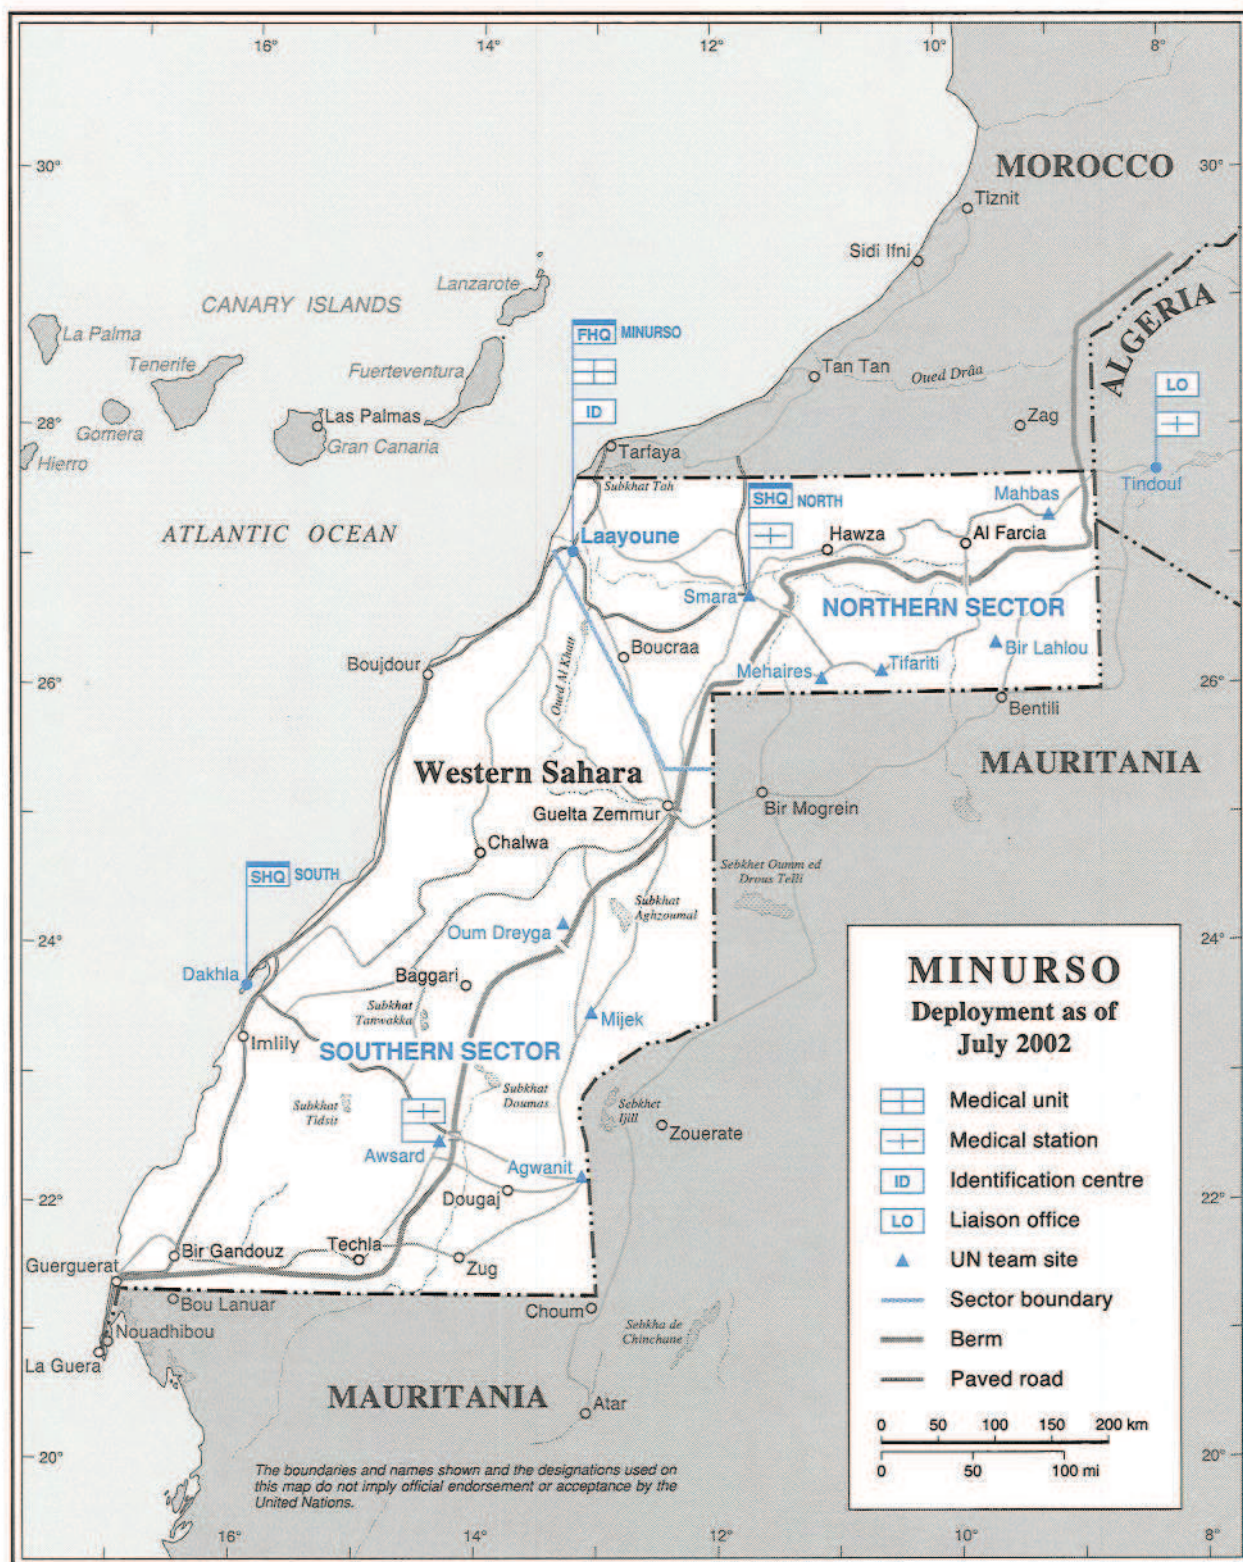 16°
14°
12°
10°
8°
30°
MOROCCO
30°
Tiznit
Sidi Ifni
Lanzarote
CANARY ISLANDS
La Palma
Tenerife
Fuerteventura
FHQ MINURSO
ALGERIA
Tan Tan
Oued Drâa
LO
ID
Zag
28°
Las Palmas
28°
Gomera
Gran Canaria
Hierro
Tarfaya
Subkhat Tah
Tindouf
SHQ NORTH
Mahbas
ATLANTIC OCEAN
Laayoune
Hawza
Al Farcia
Smara
NORTHERN SECTOR
Oued Al Khatt
Boucraa
Bir Lahlou
Boujdour
Mehaires
Tifariti
26°
26°
Bentili
Western Sahara
MAURITANIA
Guelta Zemmur
Bir Mogrein
Chalwa
SHQ SOUTH
Sebkhet Oumm ed
Drous Telli
Subkhat
Aghzoumal
Oum Dreyga
24°
24°
Dakhla
Baggari
Subkhat
Tanwakka
Mijek
Imlily
SOUTHERN SECTOR
Subkhat
Tidsit
Subkhat
Doumas
Sebkhet
Ijill
Zouerate
Awsard
Agwanit
Dougaj
22°
22°
Bir Gandouz
Techla
Zug
Guerguerat
Bou Lanuar
Choum
Nouadhibou
Sebkha de
Chinchane
La Guera
MAURITANIA
Atar
20°
20°
The boundaries and names shown and the designations used on
this map do not imply official endorsement or acceptance by the
United Nations.
MINURSO
Deployment as of
July 2002
Medical unit
Medical station
ID Identification centre
LO Liaison office
UN team site
Sector boundary
Berm
Paved road
0 50 100 150 200 km
0 50 100 mi
16°
14°
12°
10°
8°